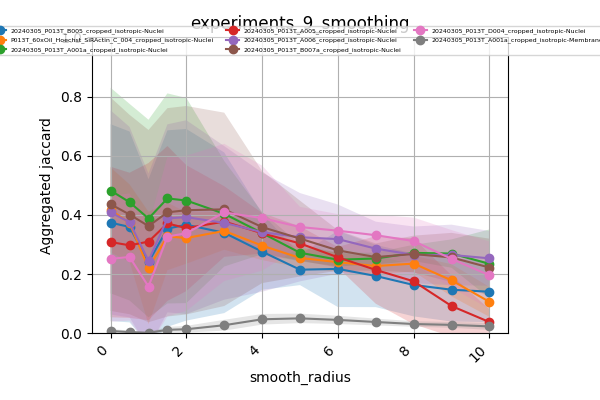 experiments_9_smoothing
20240305_P013T_B005_cropped_isotropic-Nuclei
P013T_60xOil_Hoechst_SiRActin_C_004_cropped_isotropic-Nuclei
20240305_P013T_A001a_cropped_isotropic-Nuclei
20240305_P013T_A005_cropped_isotropic-Nuclei
20240305_P013T_A006_cropped_isotropic-Nuclei
20240305_P013T_B007a_cropped_isotropic-Nuclei
20240305_P013T_D004_cropped_isotropic-Nuclei
20240305_P013T_A001a_cropped_isotropic-Membrane
Aggregated jaccard
0.8
0.6
0.4
0.2
0.0
0
2
4
6
8
10
smooth_radius